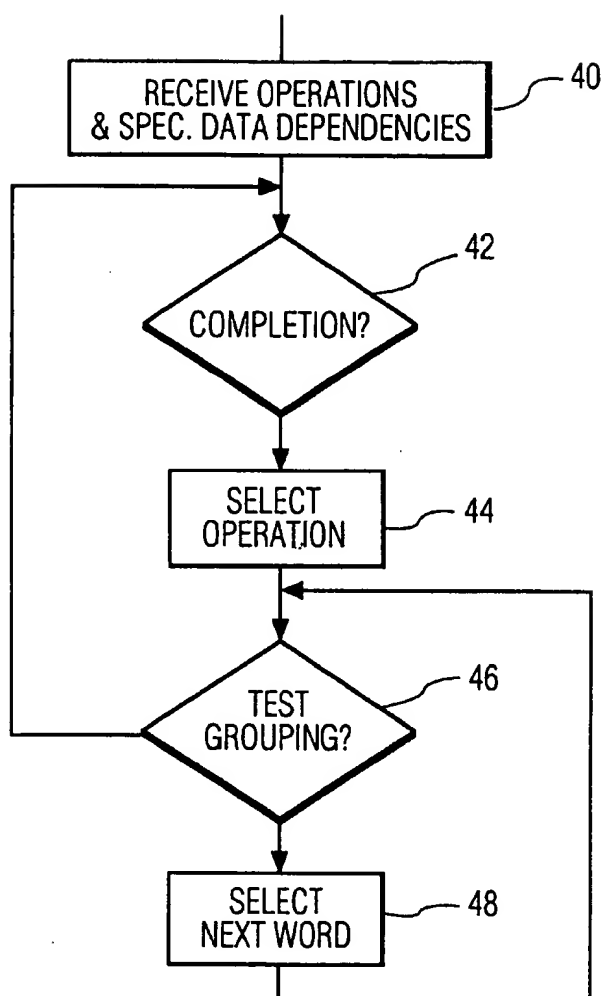 RECEIVE OPERATIONS
& SPEC. DATA DEPENDENCIES
40
42
COMPLETION?
SELECT
OPERATION
44
46
TEST
GROUPING?
SELECT
NEXT WORD
48